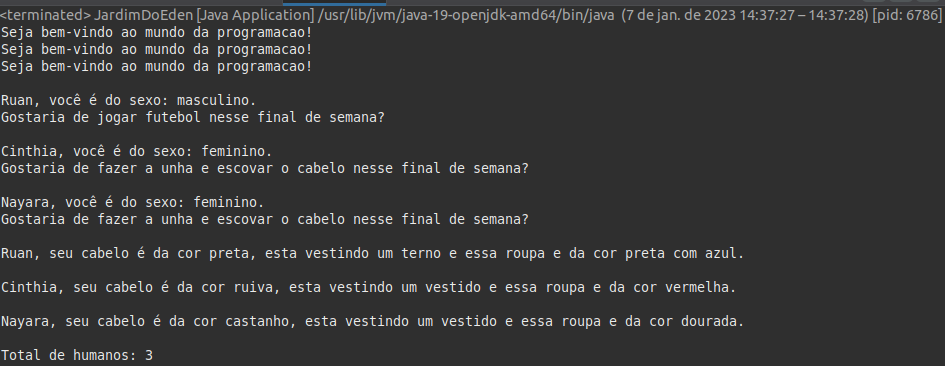 <terminated> JardimDoEden [Java Application] /usr/lib/jvm/java-19-openjdk-amd64/bin/java (7 de jan. de 2023 14:37:27 – 14:37:28) [pid: 6786]
Seja bem-vindo ao mundo da programacao!
Seja bem-vindo ao mundo da programacao!
Seja bem-vindo ao mundo da programacao!
Ruan, você é do sexo: masculino.
Gostaria de jogar futebol nesse final de semana?
Cinthia, você é do sexo: feminino.
Gostaria de fazer a unha e escovar o cabelo nesse final de semana?
Nayara, você é do sexo: feminino.
Gostaria de fazer a unha e escovar o cabelo nesse final de semana?
Ruan, seu cabelo é da cor preta, esta vestindo um terno e essa roupa e da cor preta com azul.
Cinthia, seu cabelo é da cor ruiva, esta vestindo um vestido e essa roupa e da cor vermelha.
Nayara, seu cabelo é da cor castanho, esta vestindo um vestido e essa roupa e da cor dourada.
Total de humanos: 3